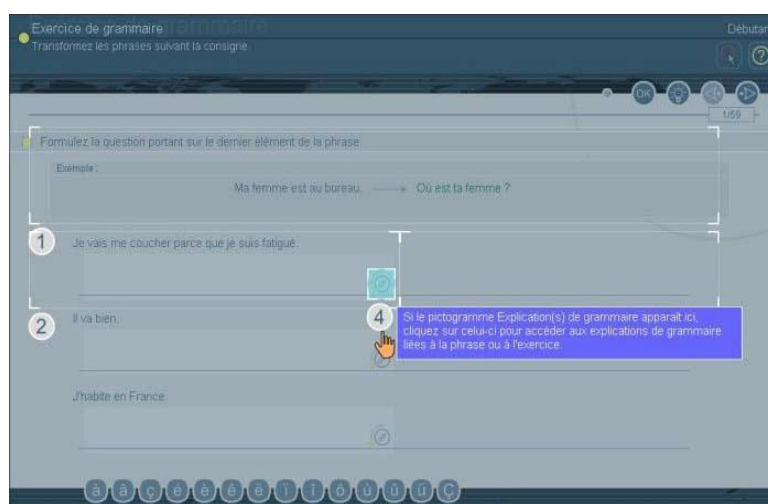 Exercice de grammaire
Transformez les phrases suivant la consigne.
Débutan
OK
1/59
Formulez la question portant sur le dernier élément de la phrase.
Exemple :
Ma femme est au bureau. Où est ta femme ?
1
Je vais me coucher parce que je suis fatigué.
2
Il va bien.
4
Si le pictogramme Explication(s) de grammaire apparaît ici,
cliquez sur celui-ci pour accéder aux explications de grammaire
liées à la phrase ou à l'exercice.
J'habite en France.
à â ç é è ê ë ï î ô ù û ü Ç